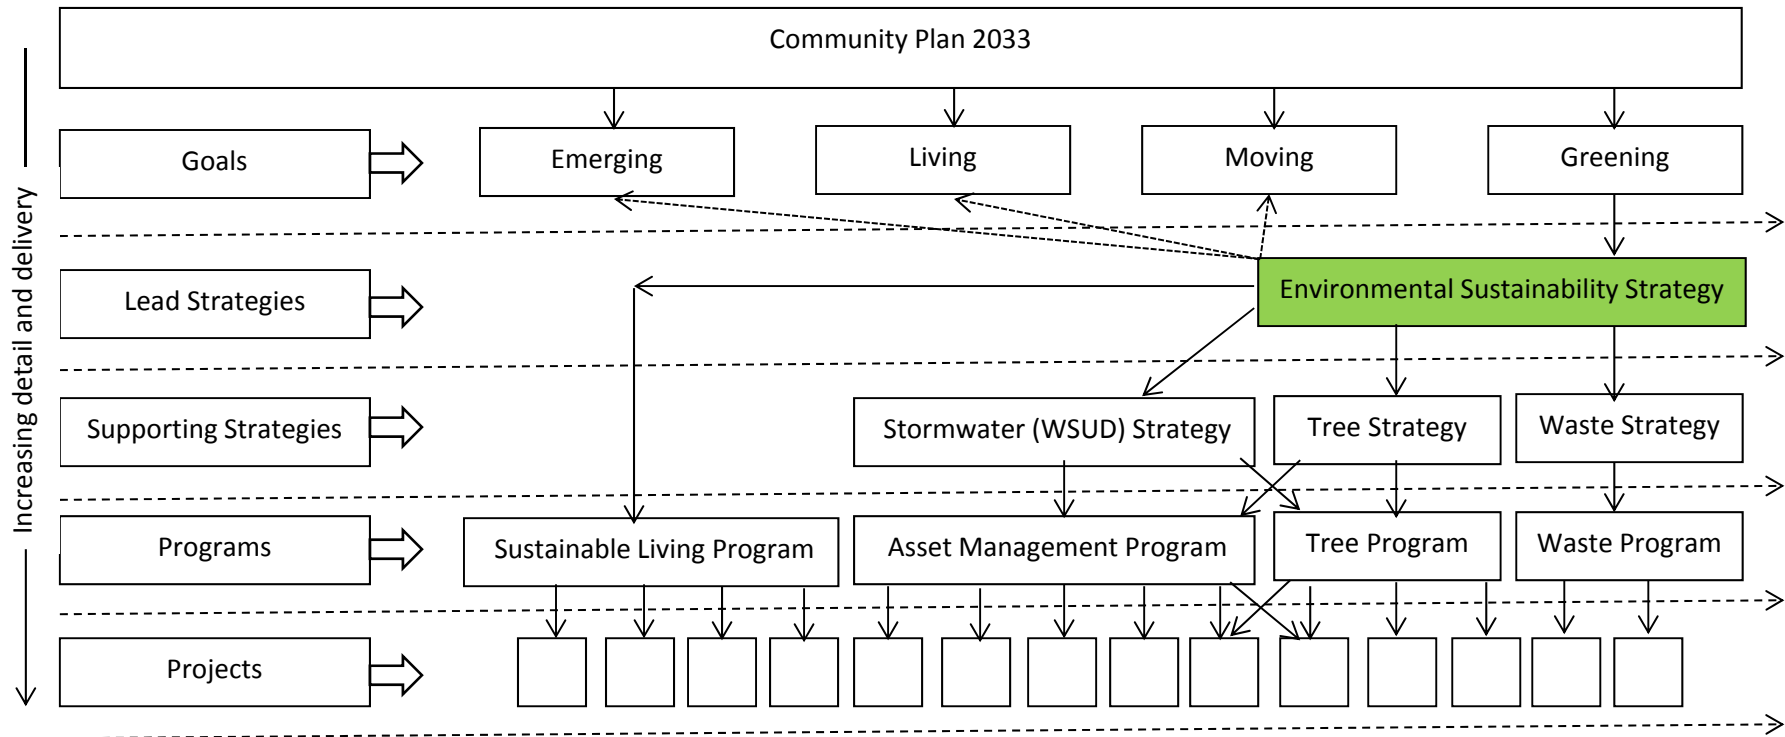 Community Plan 2033
Increasing detail and delivery
Goals
Emerging
Living
Moving
Greening
Lead Strategies
Environmental Sustainability Strategy
Supporting Strategies
Stormwater (WSUD) Strategy
Tree Strategy
Waste Strategy
Programs
Sustainable Living Program
Asset Management Program
Tree Program
Waste Program
Projects